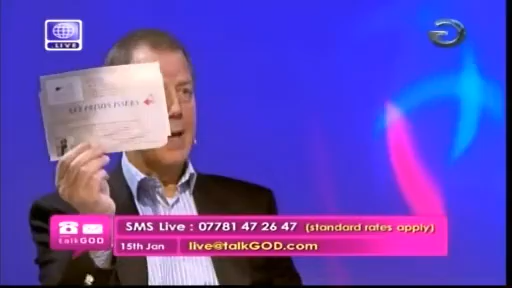 LIVE
SMS Live : 07781 47 26 47 (standard rates apply)
talkGOD
15th Jan
live@talkGOD.com